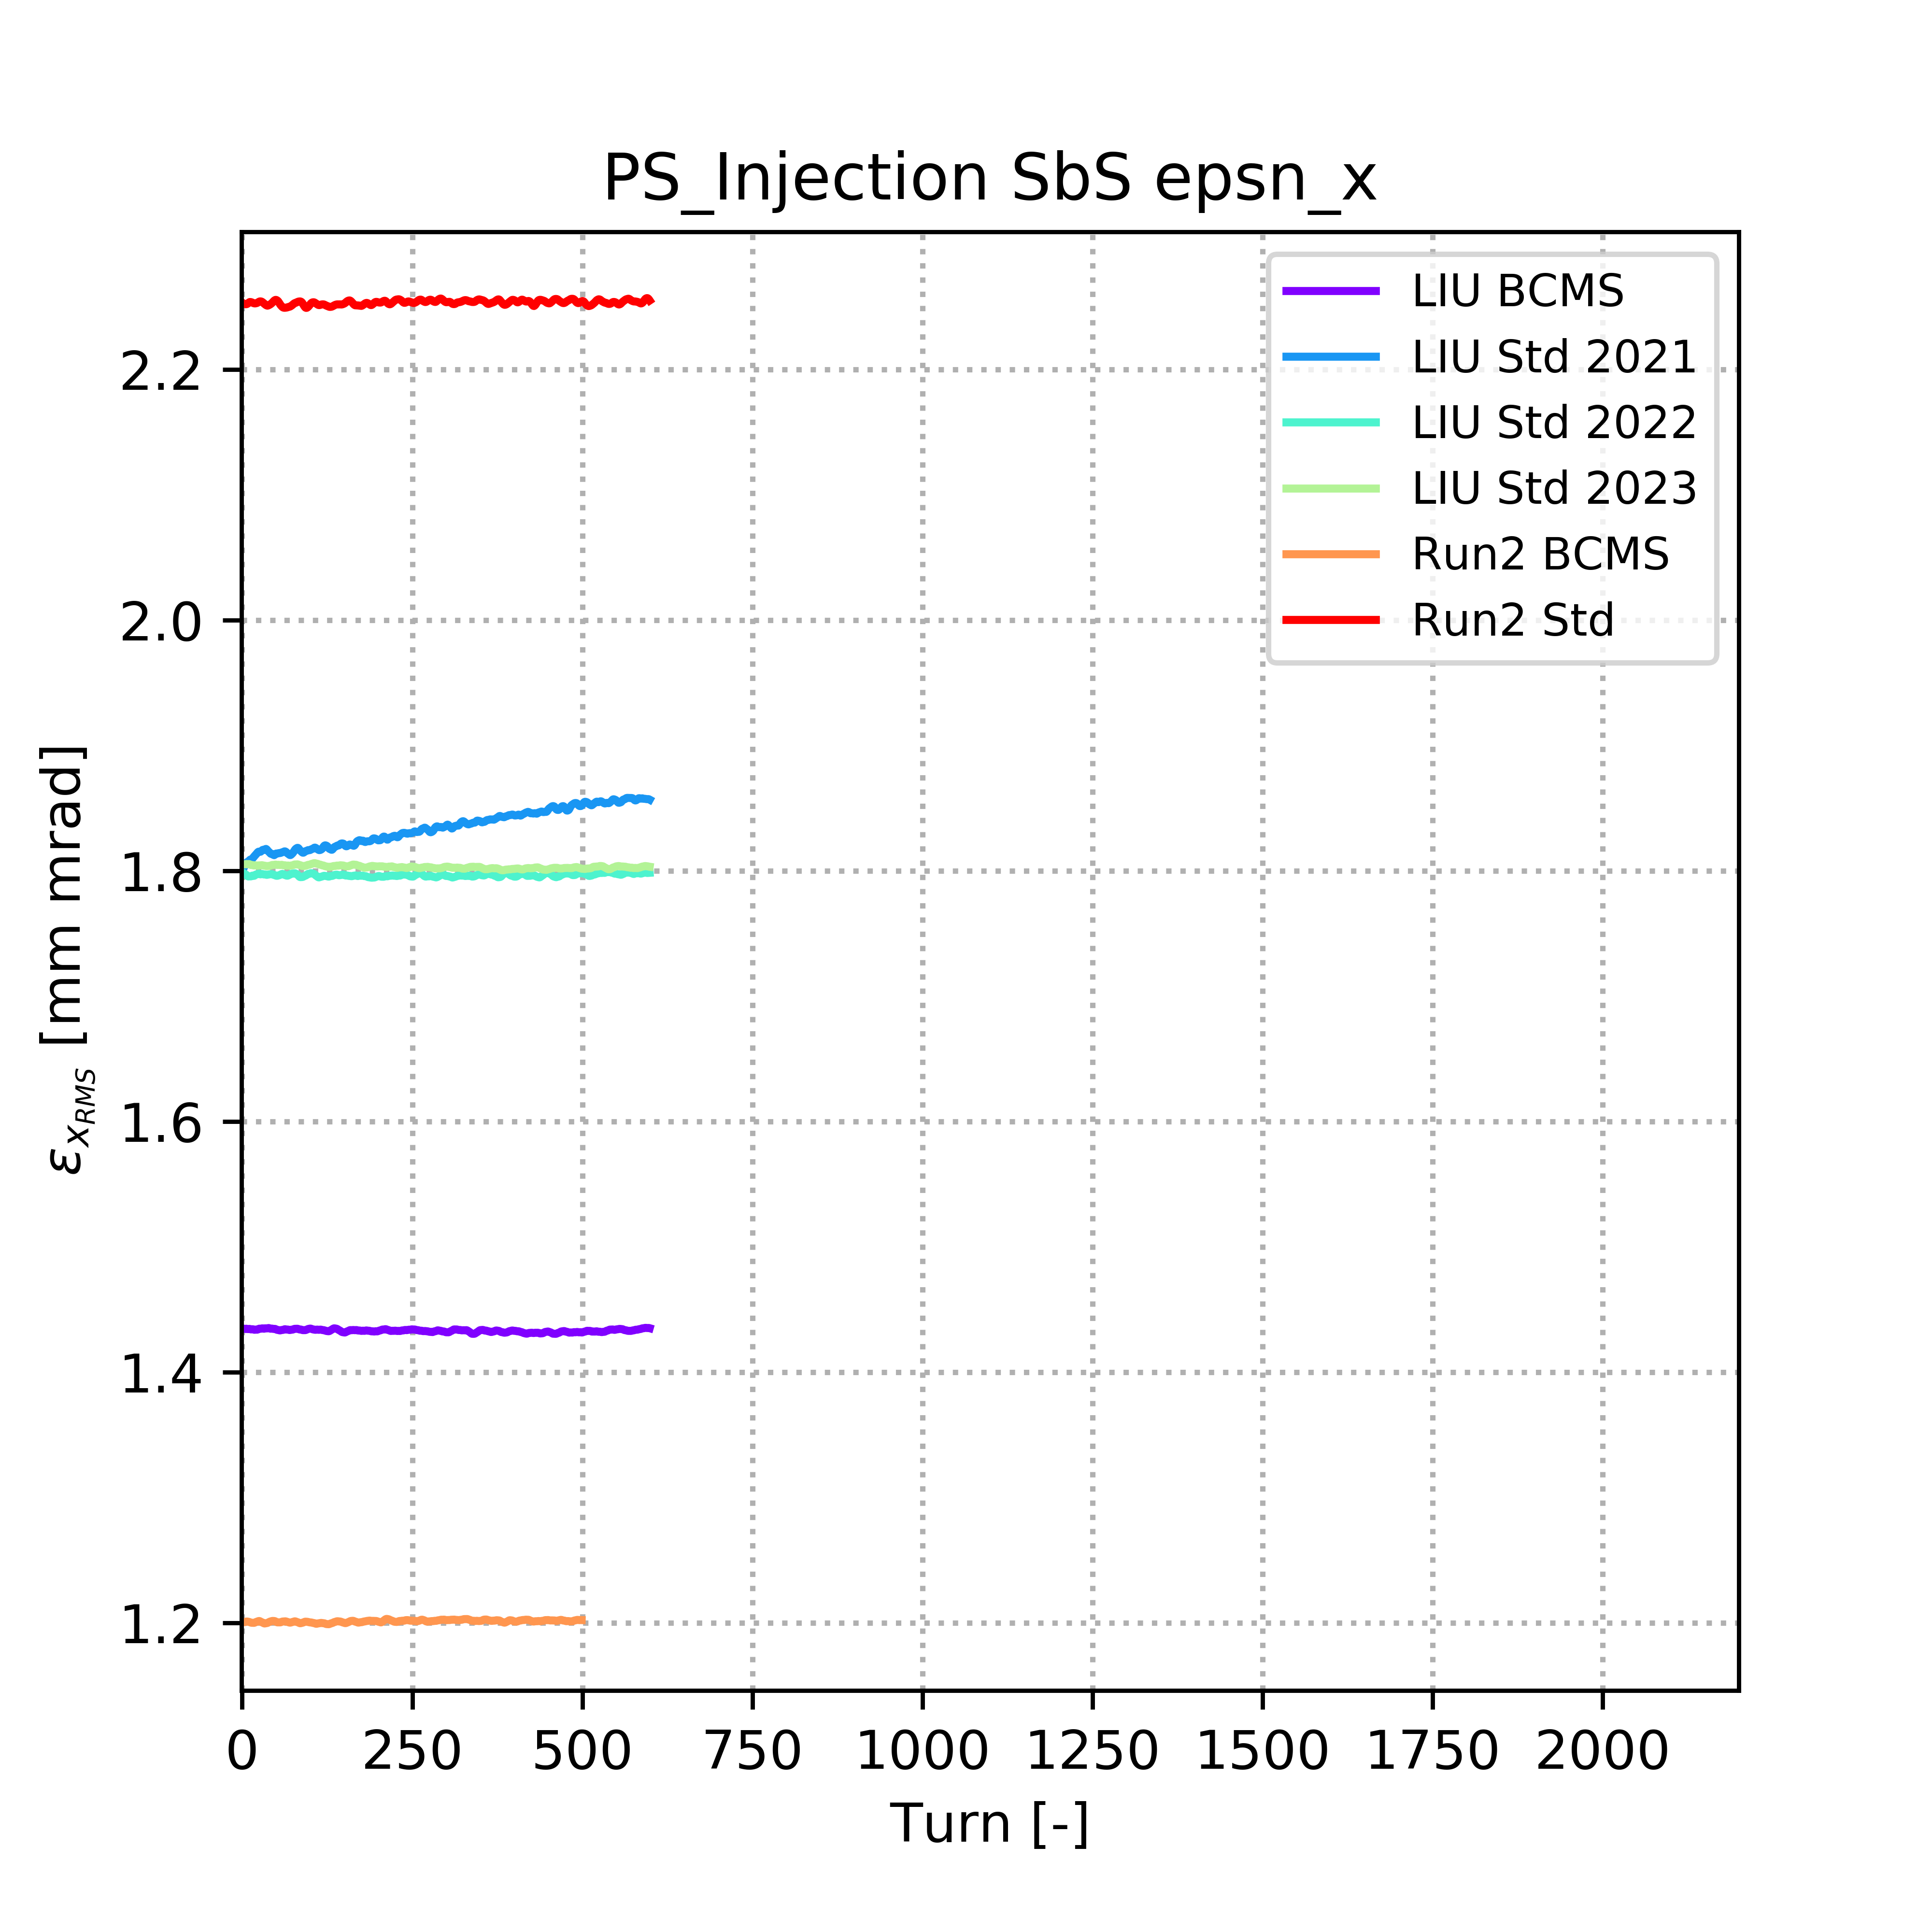 PS_Injection SbS epsn_x
LIU BCMS
LIU Std 2021
LIU Std 2022
LIU Std 2023
Run2 BCMS
Run2 Std
2.2
2.0
1.8
1.6
1.4
1.2
ε_{x_{RMS}} [mm mrad]
0 250 500 750 1000 1250 1500 1750 2000
Turn [-]